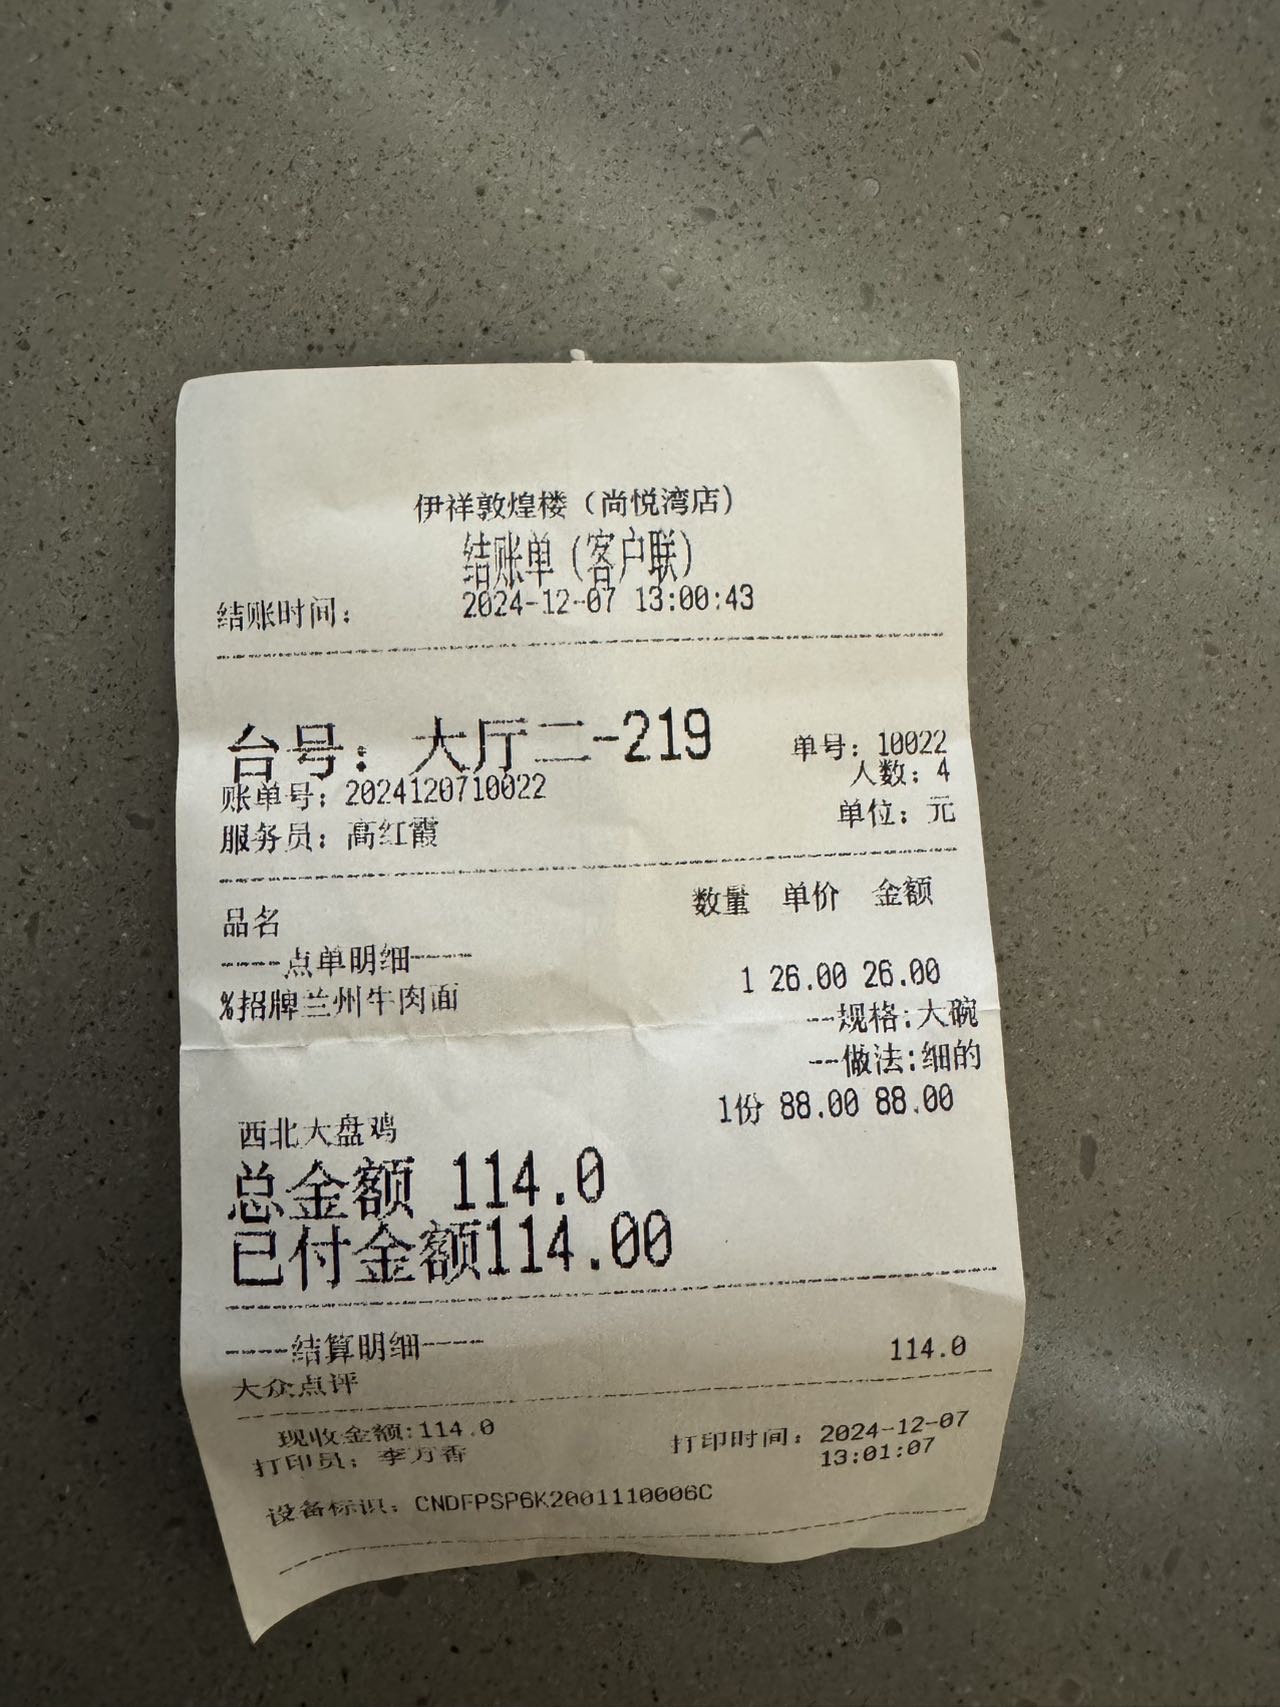 伊祥敦煌楼（尚悦湾店）
结账单（客户联）
结账时间： 2024-12-07 13:00:43
台号：大厅二-219 单号：10022
账单号：2024120710022 人数：4
服务员：高红霞 单位：元
品名 数量 单价 金额
----点单明细----
%招牌兰州牛肉面 1 26.00 26.00
--规格:大碗
--做法:细的
西北大盘鸡 1份 88.00 88.00
总金额 114.0
已付金额114.00
----结算明细----
大众点评 114.0
现收金额:114.0
打印员：李万香 打印时间：2024-12-07
13:01:07
设备标识：CNDFPSP6K2001110006C